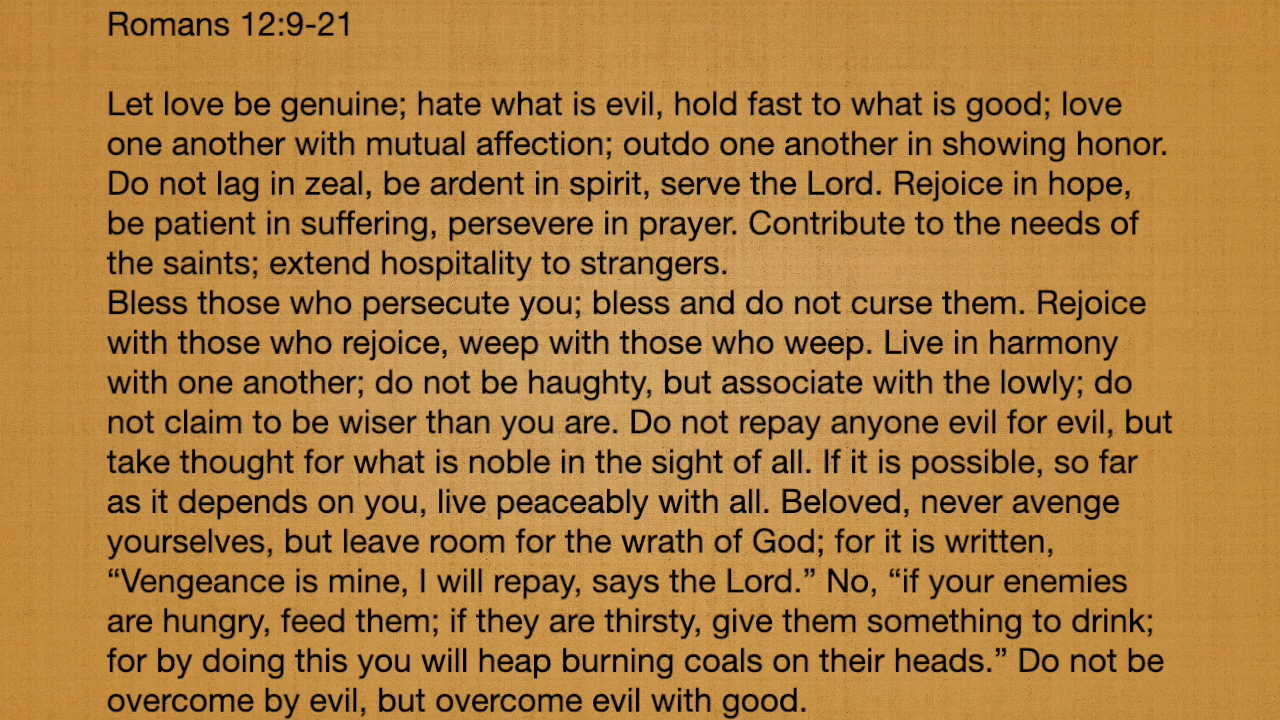 Romans 12:9-21
Let love be genuine; hate what is evil, hold fast to what is good; love
one another with mutual affection; outdo one another in showing honor.
Do not lag in zeal, be ardent in spirit, serve the Lord. Rejoice in hope,
be patient in suffering, persevere in prayer. Contribute to the needs of
the saints; extend hospitality to strangers.
Bless those who persecute you; bless and do not curse them. Rejoice
with those who rejoice, weep with those who weep. Live in harmony
with one another; do not be haughty, but associate with the lowly; do
not claim to be wiser than you are. Do not repay anyone evil for evil, but
take thought for what is noble in the sight of all. If it is possible, so far
as it depends on you, live peaceably with all. Beloved, never avenge
yourselves, but leave room for the wrath of God; for it is written,
“Vengeance is mine, I will repay, says the Lord.” No, “if your enemies
are hungry, feed them; if they are thirsty, give them something to drink;
for by doing this you will heap burning coals on their heads.” Do not be
overcome by evil, but overcome evil with good.